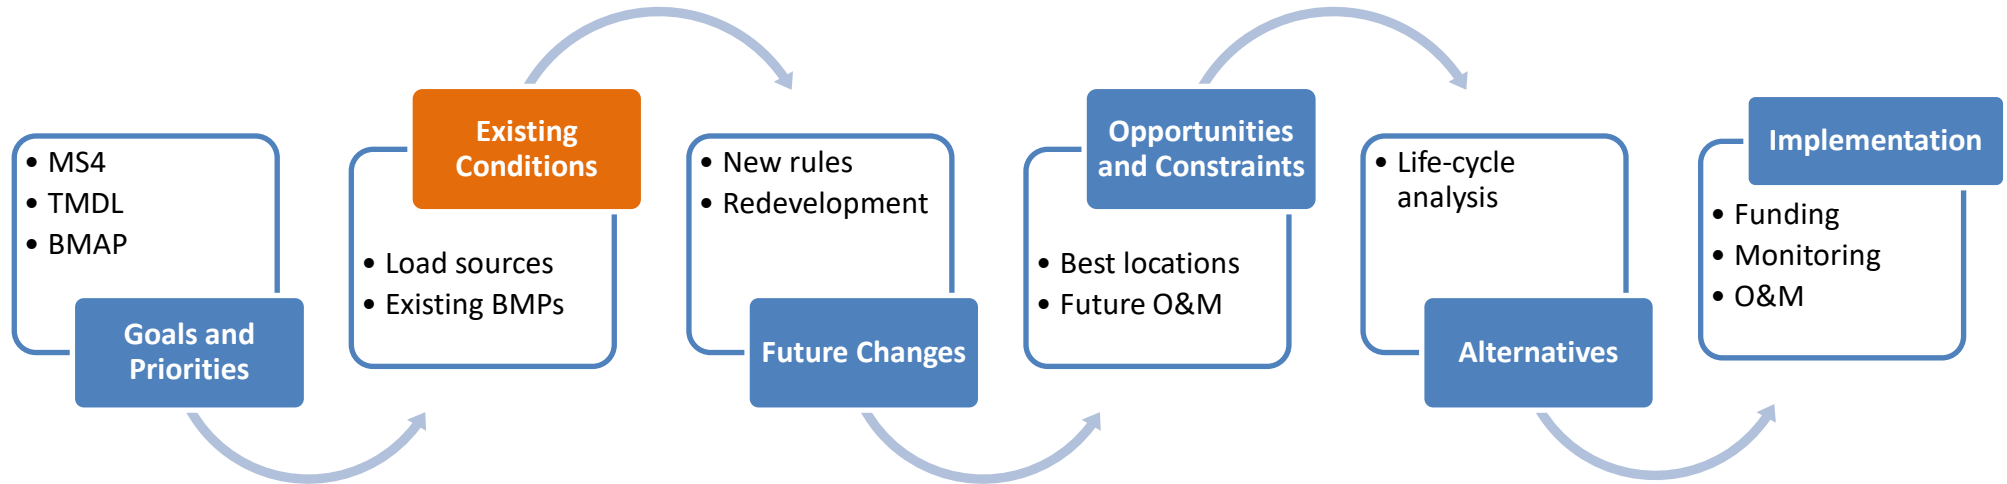 • MS4
• TMDL
• BMAP
Goals and
Priorities
Existing
Conditions
• Load sources
• Existing BMPs
• New rules
• Redevelopment
Future Changes
Opportunities
and Constraints
• Best locations
• Future O&M
• Life-cycle
analysis
Alternatives
Implementation
• Funding
• Monitoring
• O&M